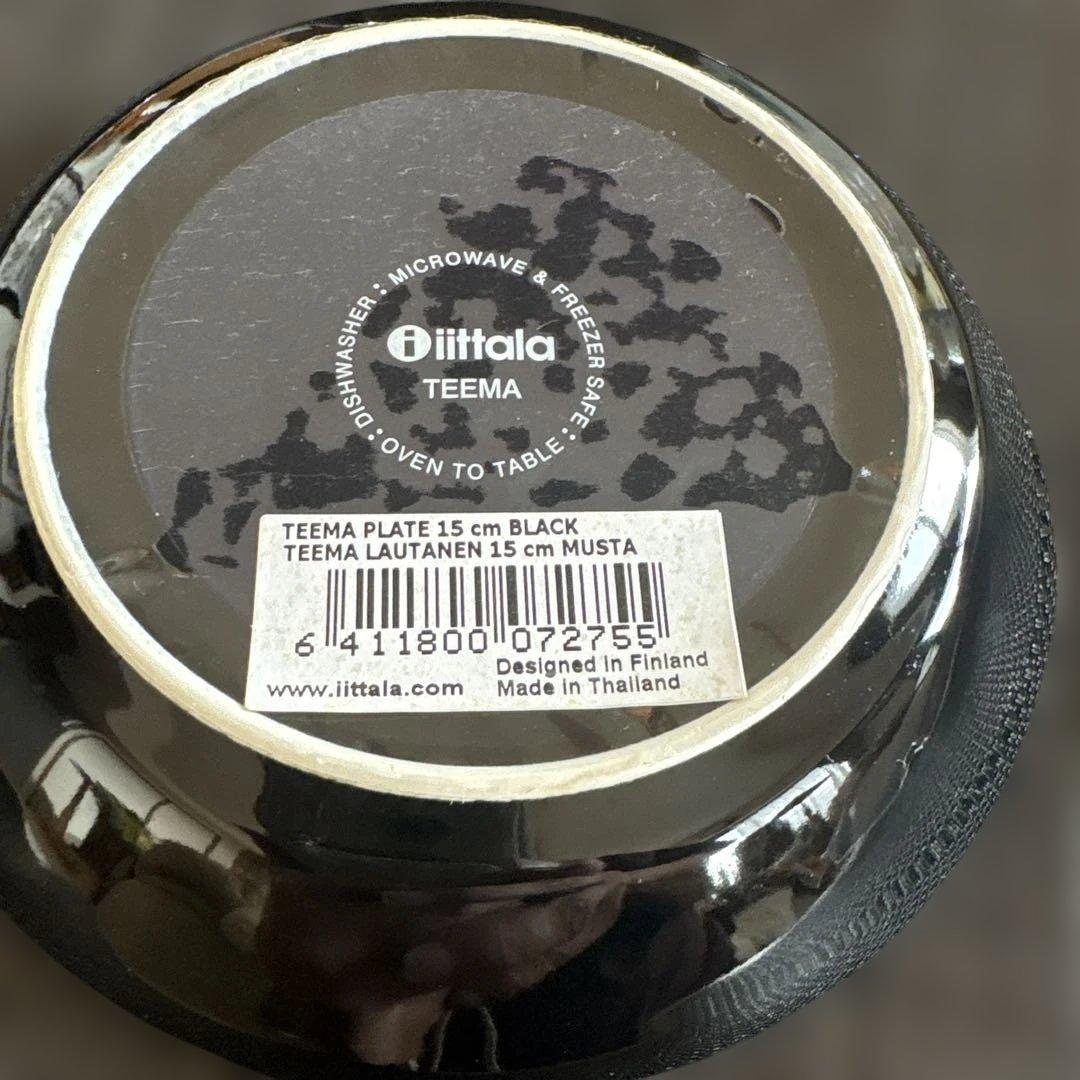 DISHWASHER : MICROWAVE & FREEZER SAFE :
iittala
TEEMA
OVEN TO TABLE :
TEEMA PLATE 15 cm BLACK
TEEMA LAUTANEN 15 cm MUSTA
6 411800 072755
Designed in Finland
www.iittala.com Made in Thailand